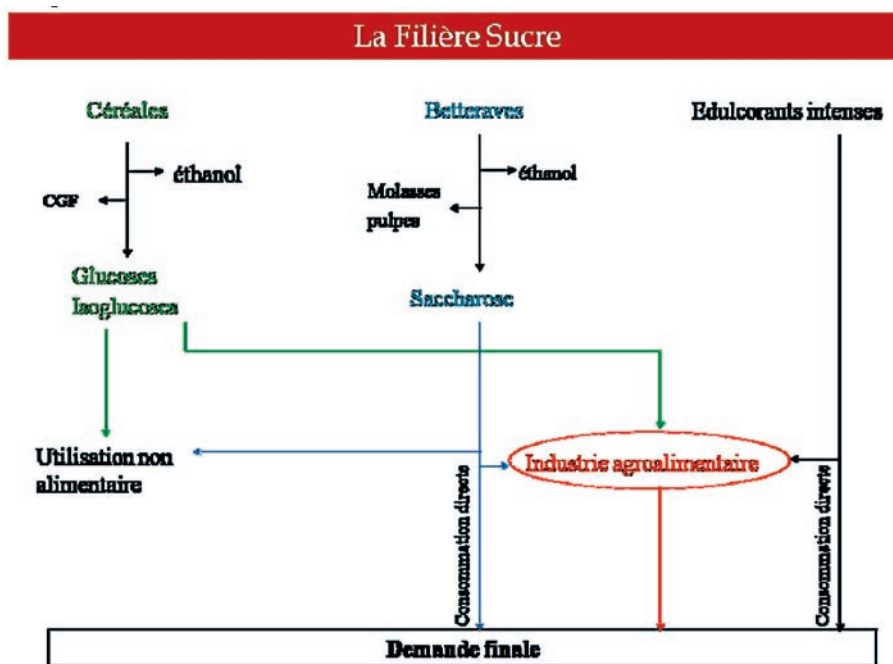 La Filière Sucre
Céréales
Betteraves
Edulcorants intenses
éthanol
éthanol
CGF
Molasses
pulpes
Glucoses
Isoglucoses
Saccharose
Utilisation non
alimentaire
Industrie agroalimentaire
Consommation directe
Consommation directe
Demande finale